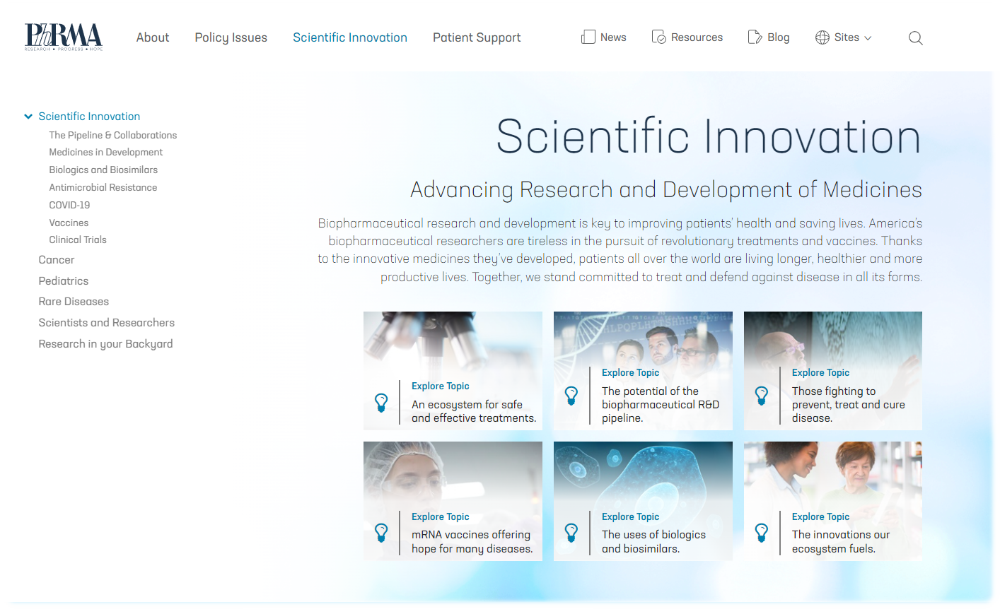 PhRMA
RESEARCH • PROGRESS • HOPE
About
Policy Issues
Scientific Innovation
Patient Support
News
Resources
Blog
Sites
Scientific Innovation
The Pipeline & Collaborations
Medicines in Development
Biologics and Biosimilars
Antimicrobial Resistance
COVID-19
Vaccines
Clinical Trials
Cancer
Pediatrics
Rare Diseases
Scientists and Researchers
Research in your Backyard
Scientific Innovation
Advancing Research and Development of Medicines
Biopharmaceutical research and development is key to improving patients' health and saving lives. America's
biopharmaceutical researchers are tireless in the pursuit of revolutionary treatments and vaccines. Thanks
to the innovative medicines they've developed, patients all over the world are living longer, healthier and more
productive lives. Together, we stand committed to treat and defend against disease in all its forms.
Explore Topic
An ecosystem for safe
and effective treatments.
Explore Topic
The potential of the
biopharmaceutical R&D
pipeline.
Explore Topic
Those fighting to
prevent, treat and cure
disease.
Explore Topic
mRNA vaccines offering
hope for many diseases.
Explore Topic
The uses of biologics
and biosimilars.
Explore Topic
The innovations our
ecosystem fuels.